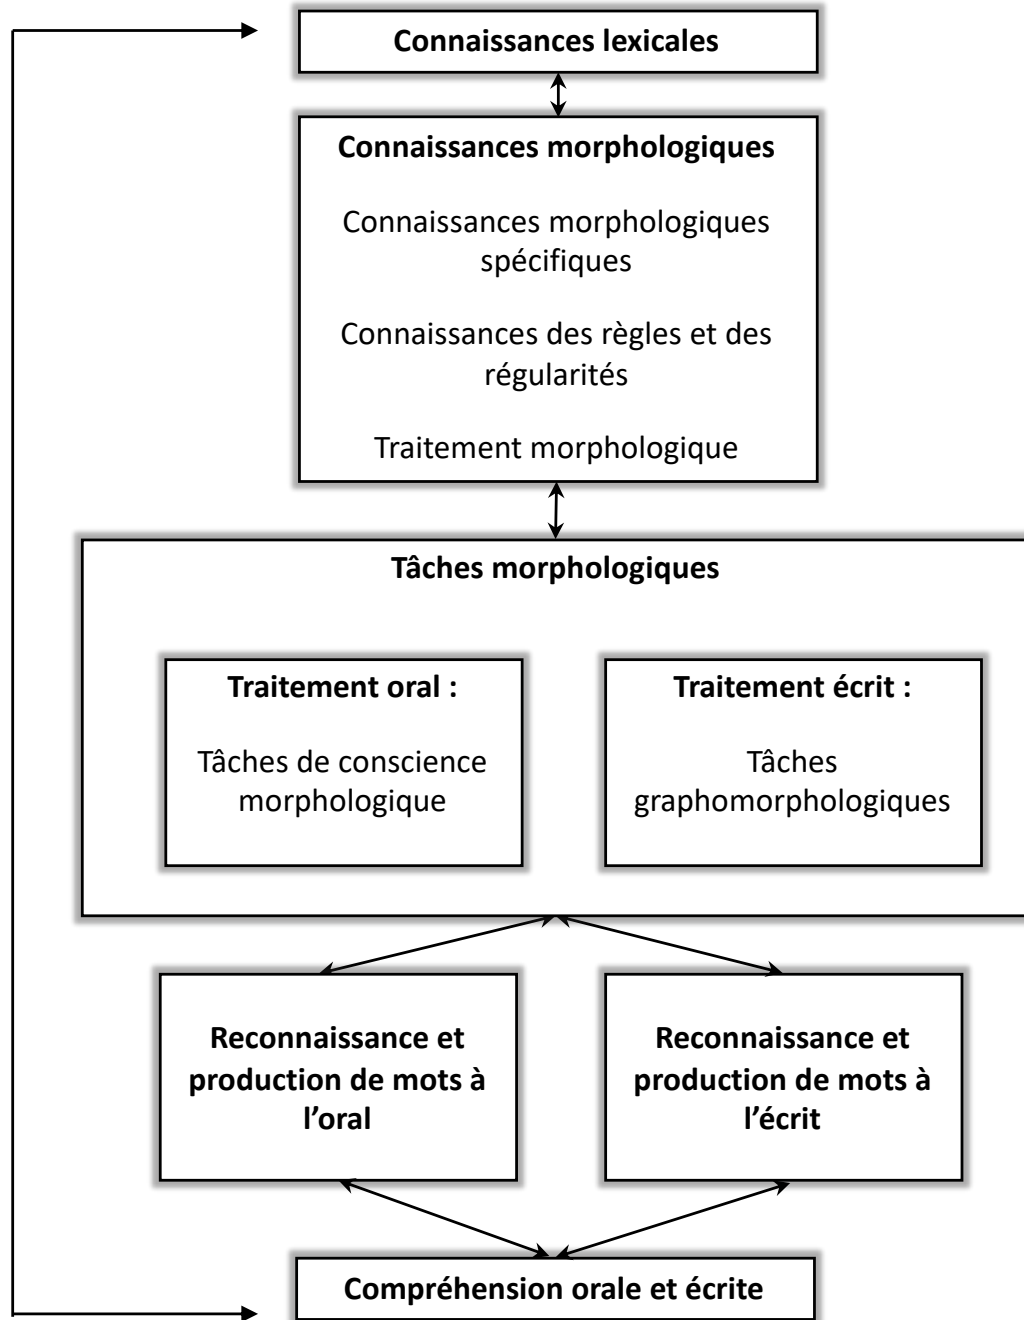 Connaissances lexicales
Connaissances morphologiques
Connaissances morphologiques
spécifiques
Connaissances des règles et des
régularités
Traitement morphologique
Tâches morphologiques
Traitement oral :
Tâches de conscience
morphologique
Traitement écrit :
Tâches
graphomorphologiques
Reconnaissance et
production de mots à
l’oral
Reconnaissance et
production de mots à
l’écrit
Compréhension orale et écrite